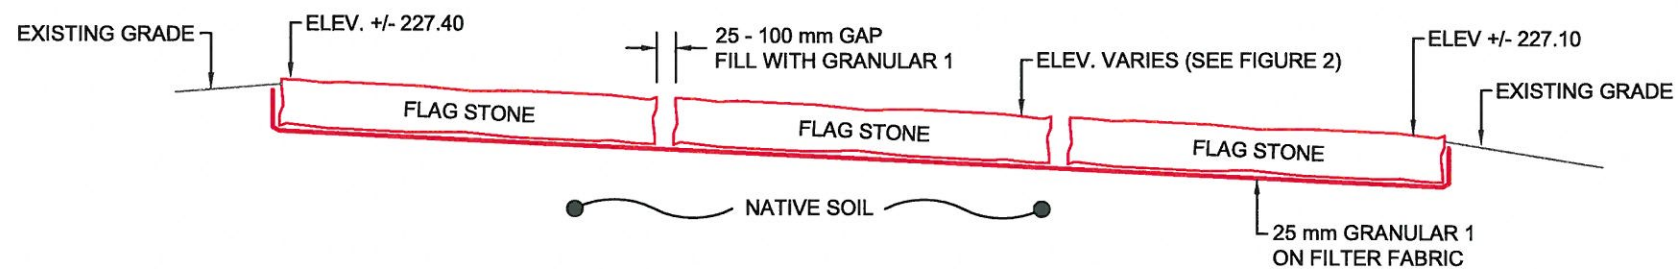 EXISTING GRADE
ELEV. +/- 227.40
25 - 100 mm GAP
FILL WITH GRANULAR 1
ELEV. VARIES (SEE FIGURE 2)
ELEV +/- 227.10
EXISTING GRADE
FLAG STONE
FLAG STONE
FLAG STONE
NATIVE SOIL
25 mm GRANULAR 1
ON FILTER FABRIC